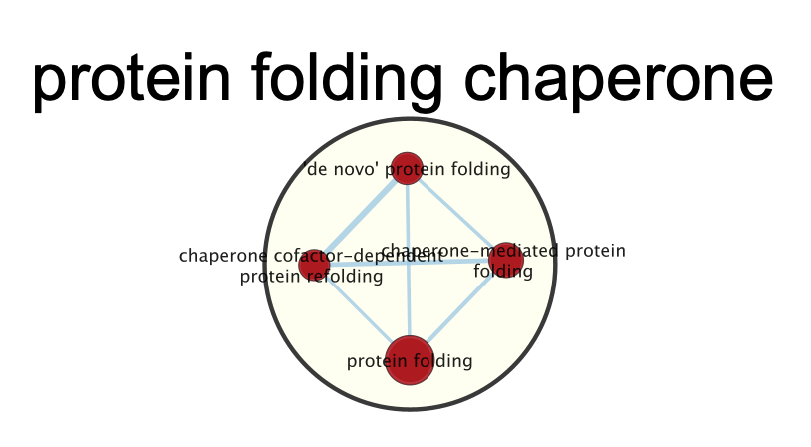 protein folding chaperone
'de novo' protein folding
chaperone cofactor-dependent
protein refolding
chaperone-mediated protein
folding
protein folding